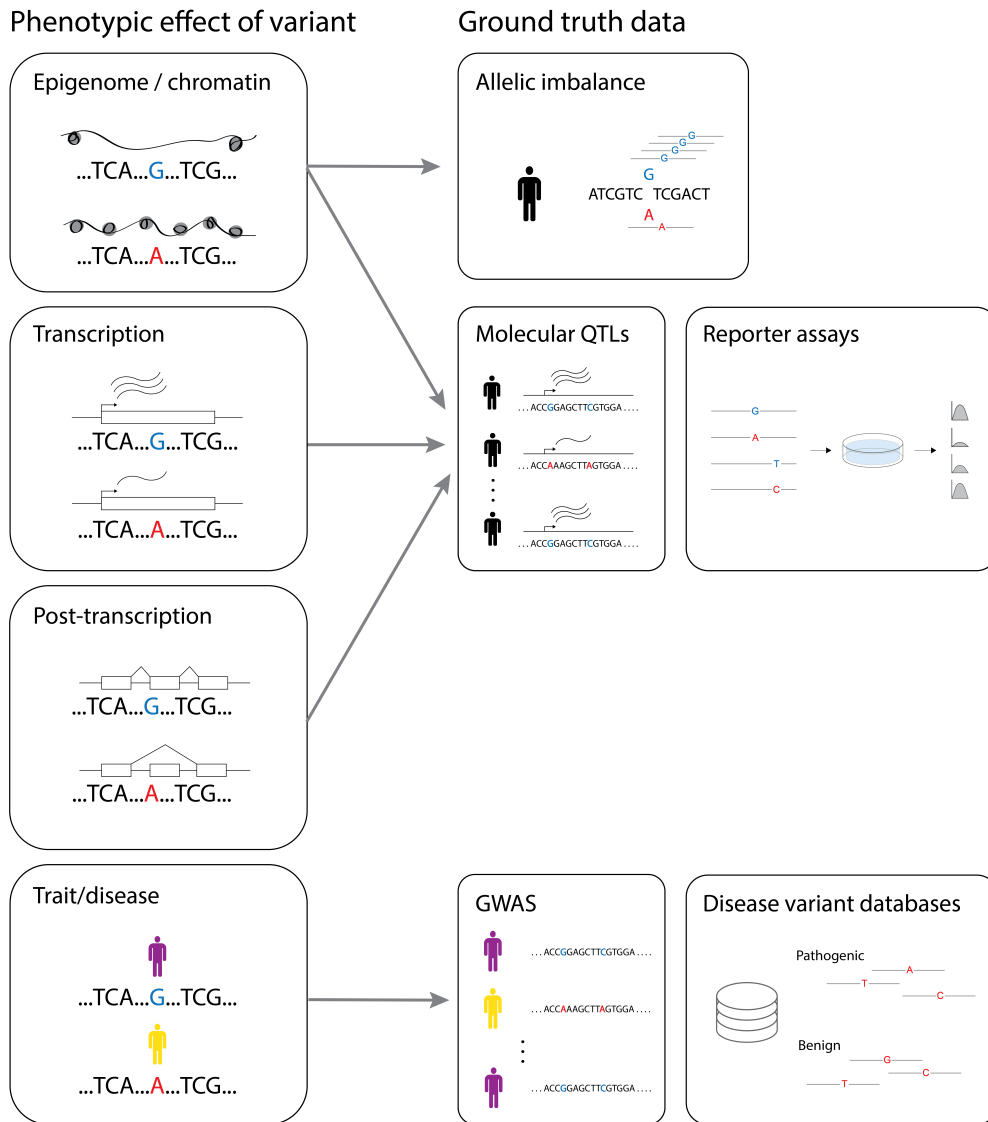 Phenotypic effect of variant
Ground truth data
Epigenome / chromatin
...TCA...G...TCG...
...TCA...A...TCG...
Allelic imbalance
G
G
G
G
G
ATCGTC TCGACT
A
A
Transcription
...TCA...G...TCG...
...TCA...A...TCG...
Molecular QTLs
...ACCGGAGCTTCGTGGA....
...ACCAAAGCTTAGTGGA....
...ACCGGAGCTTCGTGGA....
Reporter assays
G
A
T
C
Post-transcription
...TCA...G...TCG...
...TCA...A...TCG...
Trait/disease
...TCA...G...TCG...
...TCA...A...TCG...
GWAS
...ACCGGAGCTTCGTGGA....
...ACCAAAGCTTAGTGGA....
...ACCGGAGCTTCGTGGA....
Disease variant databases
Pathogenic
A
T
C
Benign
G
C
T